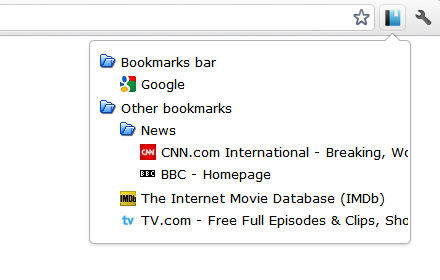 Bookmarks bar
Google
Other bookmarks
News
CNN CNN.com International - Breaking, Wo
BBC BBC - Homepage
IMDb The Internet Movie Database (IMDb)
tv TV.com - Free Full Episodes & Clips, Sho